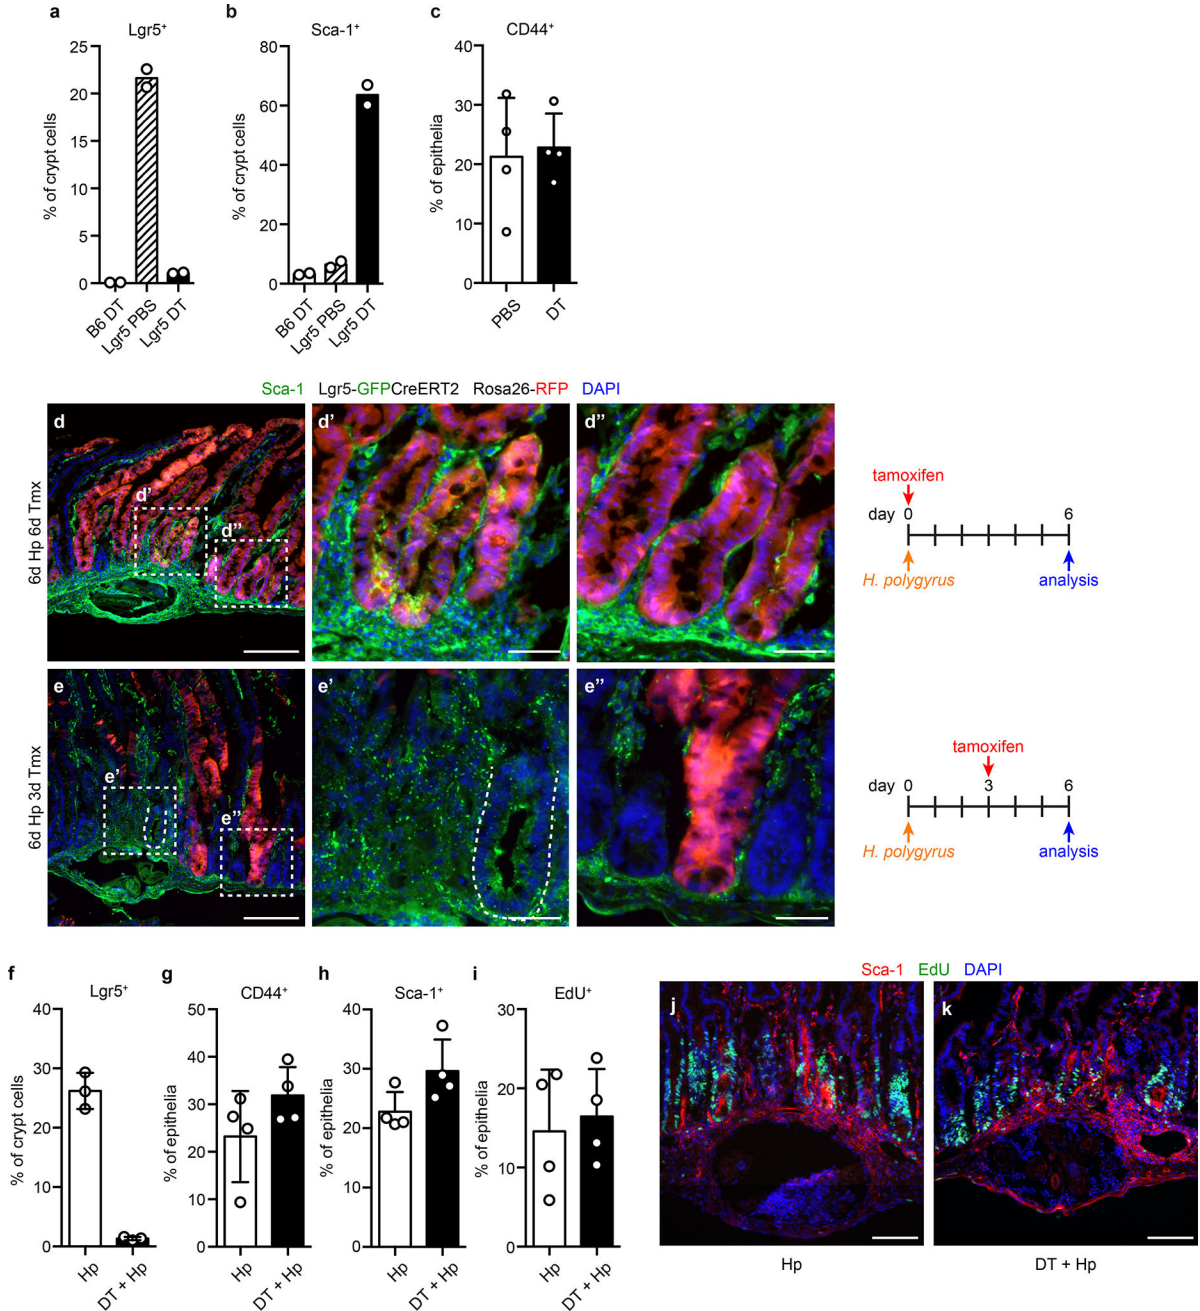 a
Lgr5⁺
% of crypt cells
25
20
15
10
5
0
B6 DT
Lgr5 PBS
Lgr5 DT
b
Sca-1⁺
% of crypt cells
80
60
40
20
0
B6 DT
Lgr5 PBS
Lgr5 DT
c
CD44⁺
% of epithelia
40
30
20
10
0
PBS
DT
Sca-1 Lgr5-GFPCreERT2 Rosa26-RFP DAPI
6d Hp 6d Tmx
d
d'
d"
d'
d"
tamoxifen
day 0 6
H. polygyrus analysis
6d Hp 3d Tmx
e
e'
e"
e'
e"
tamoxifen
day 0 3 6
H. polygyrus analysis
f
Lgr5⁺
% of crypt cells
40
30
20
10
0
Hp
DT + Hp
g
CD44⁺
% of epithelia
50
40
30
20
10
0
Hp
DT + Hp
h
Sca-1⁺
% of epithelia
40
30
20
10
0
Hp
DT + Hp
i
EdU⁺
% of epithelia
30
20
10
0
Hp
DT + Hp
Sca-1 EdU DAPI
j
Hp
k
DT + Hp